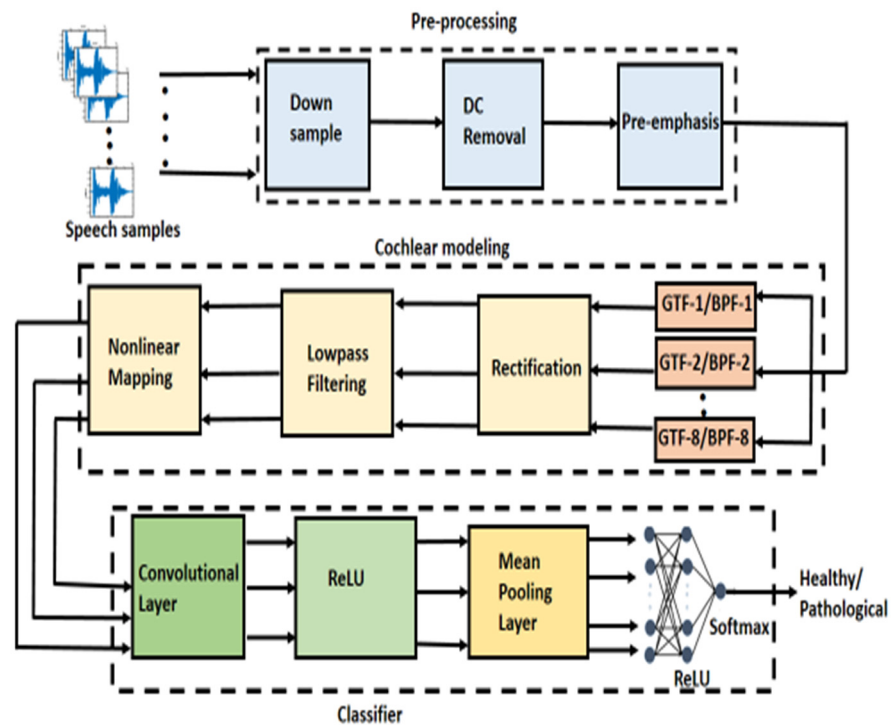 Pre-processing
Down
sample
DC
Removal
Pre-emphasis
Speech samples
Cochlear modeling
Nonlinear
Mapping
Lowpass
Filtering
Rectification
GTF-1/BPF-1
GTF-2/BPF-2
GTF-8/BPF-8
Convolutional
Layer
ReLU
Mean
Pooling
Layer
Softmax
ReLU
Healthy/
Pathological
Classifier